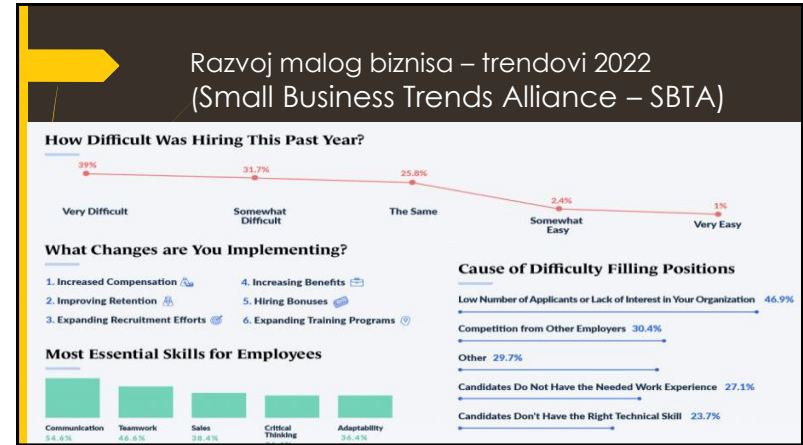 Razvoj malog biznisa – trendovi 2022
(Small Business Trends Alliance – SBTA)
How Difficult Was Hiring This Past Year?
39%
31.7%
25.8%
2.4%
1%
Very Difficult
Somewhat
Difficult
The Same
Somewhat
Easy
Very Easy
What Changes are You Implementing?
1. Increased Compensation
2. Improving Retention
3. Expanding Recruitment Efforts
4. Increasing Benefits
5. Hiring Bonuses
6. Expanding Training Programs
Cause of Difficulty Filling Positions
Low Number of Applicants or Lack of Interest in Your Organization 46.9%
Competition from Other Employers 30.4%
Other 29.7%
Candidates Do Not Have the Needed Work Experience 27.1%
Candidates Don't Have the Right Technical Skill 23.7%
Most Essential Skills for Employees
Communication
54.6%
Teamwork
46.6%
Sales
38.4%
Critical
Thinking
Adaptability
36.4%